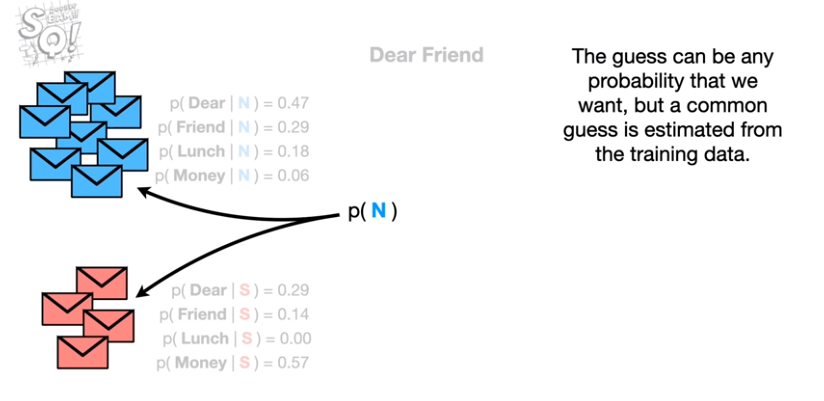 STAT
QUEST!
Dear Friend
The guess can be any
probability that we
want, but a common
guess is estimated from
the training data.
p( Dear | N ) = 0.47
p( Friend | N ) = 0.29
p( Lunch | N ) = 0.18
p( Money | N ) = 0.06
p( N )
p( Dear | S ) = 0.29
p( Friend | S ) = 0.14
p( Lunch | S ) = 0.00
p( Money | S ) = 0.57